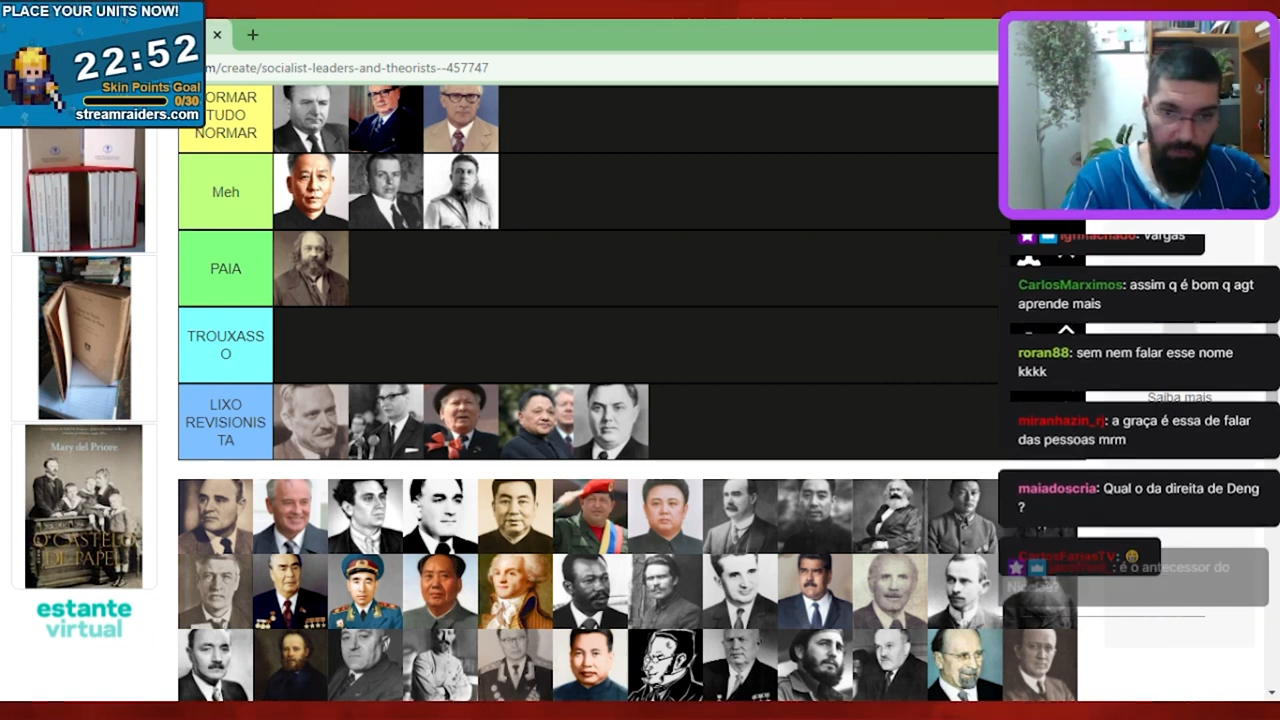 PLACE YOUR UNITS NOW!
22:52
Skin Points Goal
0/30
streamraiders.com
m/create/socialist-leaders-and-theorists--457747
ORMAR
TUDO
NORMAR
Meh
PAIA
TROUXASS
O
LIXO
REVISIONIS
TA
Mary del Priore
O CASTELO
DE PAPEL
estante
virtual
igrmachado: vargas
CarlosMarximos: assim q é bom q agt
aprende mais
roran88: sem nem falar esse nome
kkkk
Saiba mais
miranhazin_rj: a graça é essa de falar
das pessoas mrm
maiadoscria: Qual o da direita de Deng
?
CarlosFariasTV:
: é o antecessor do